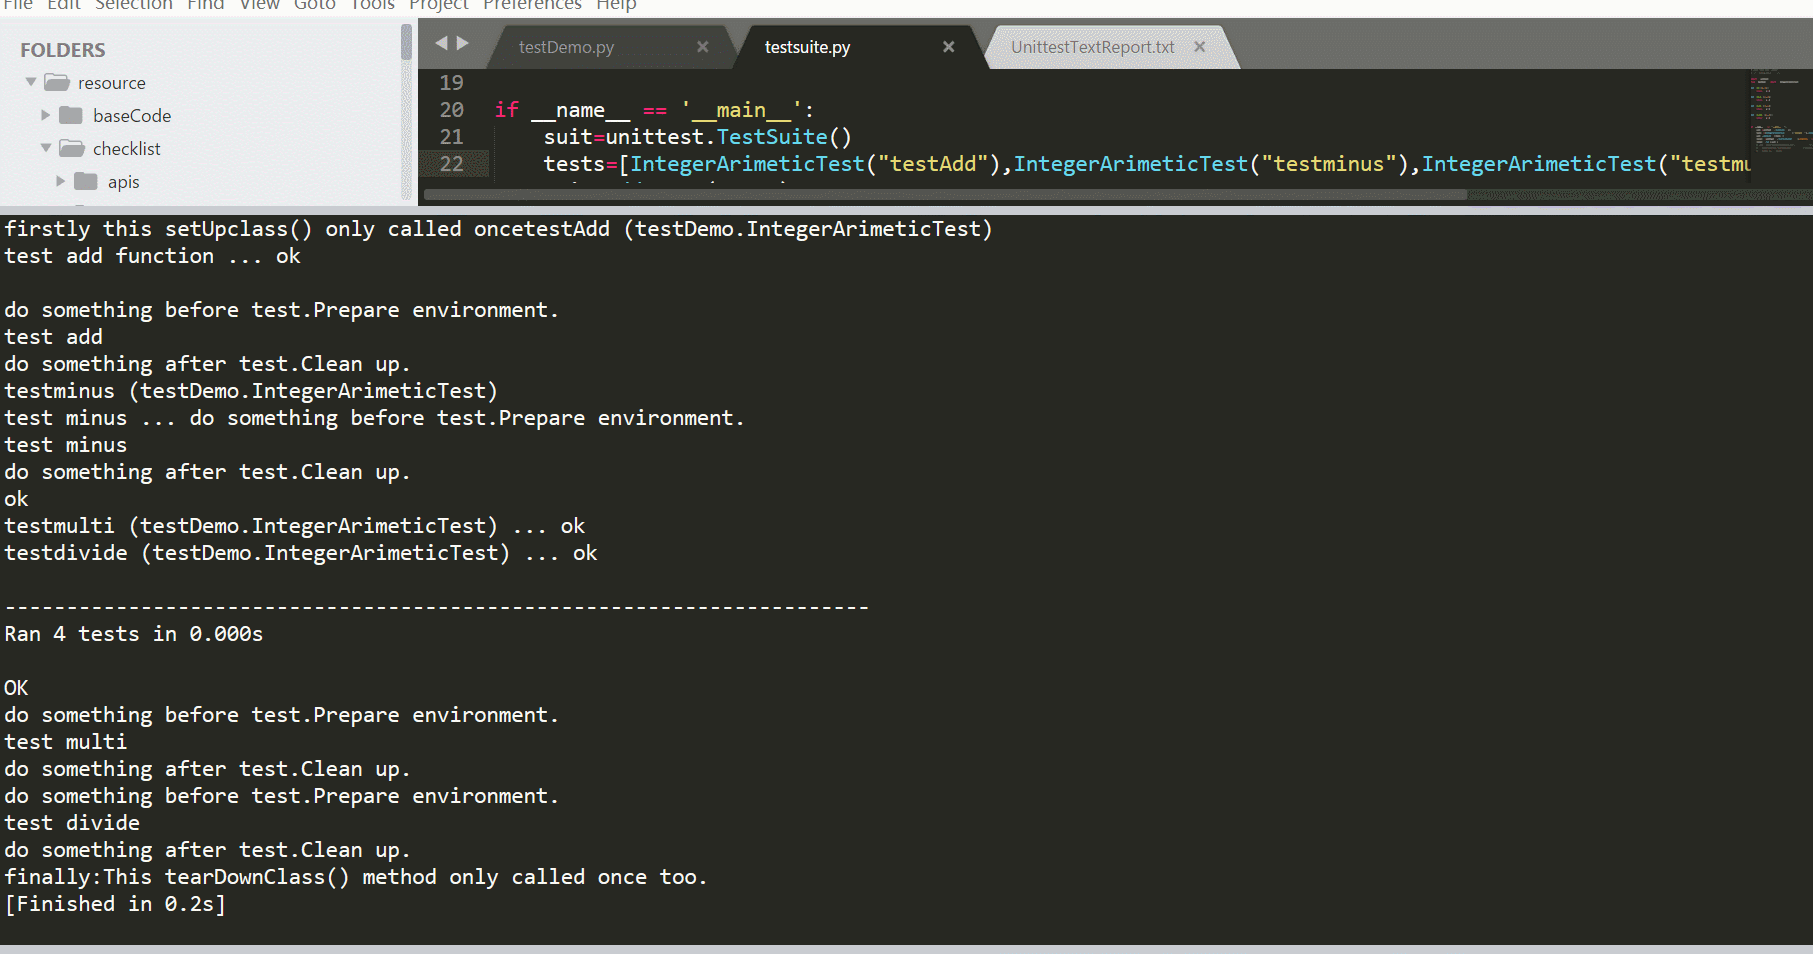 File Edit Selection Find View Goto Tools Project Preferences Help
FOLDERS
resource
baseCode
checklist
apis
testDemo.py
testsuite.py
UnittestTextReport.txt
19
20 if __name__ == '__main__':
21 suit=unittest.TestSuite()
22 tests=[IntegerArimeticTest("testAdd"),IntegerArimeticTest("testminus"),IntegerArimeticTest("testmu
firstly this setUpclass() only called oncetestAdd (testDemo.IntegerArimeticTest)
test add function ... ok
do something before test.Prepare environment.
test add
do something after test.Clean up.
testminus (testDemo.IntegerArimeticTest)
test minus ... do something before test.Prepare environment.
test minus
do something after test.Clean up.
ok
testmulti (testDemo.IntegerArimeticTest) ... ok
testdivide (testDemo.IntegerArimeticTest) ... ok
----------------------------------------------------------------------
Ran 4 tests in 0.000s
OK
do something before test.Prepare environment.
test multi
do something after test.Clean up.
do something before test.Prepare environment.
test divide
do something after test.Clean up.
finally:This tearDownClass() method only called once too.
[Finished in 0.2s]